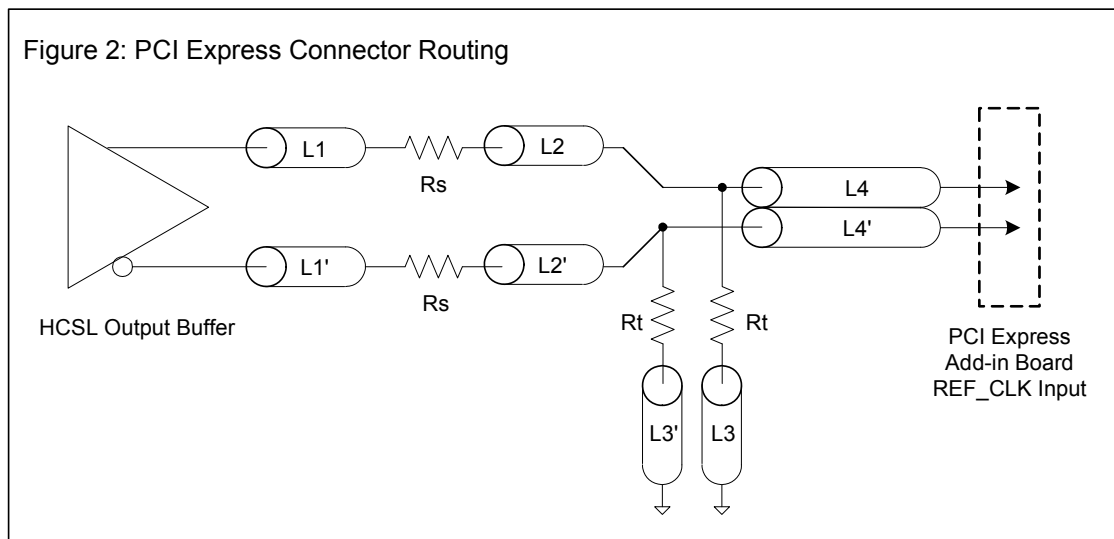 Figure 2: PCI Express Connector Routing
L1
Rs
L2
L4
L4'
L1'
Rs
L2'
HCSL Output Buffer
Rt
Rt
L3'
L3
PCI Express
Add-in Board
REF_CLK Input